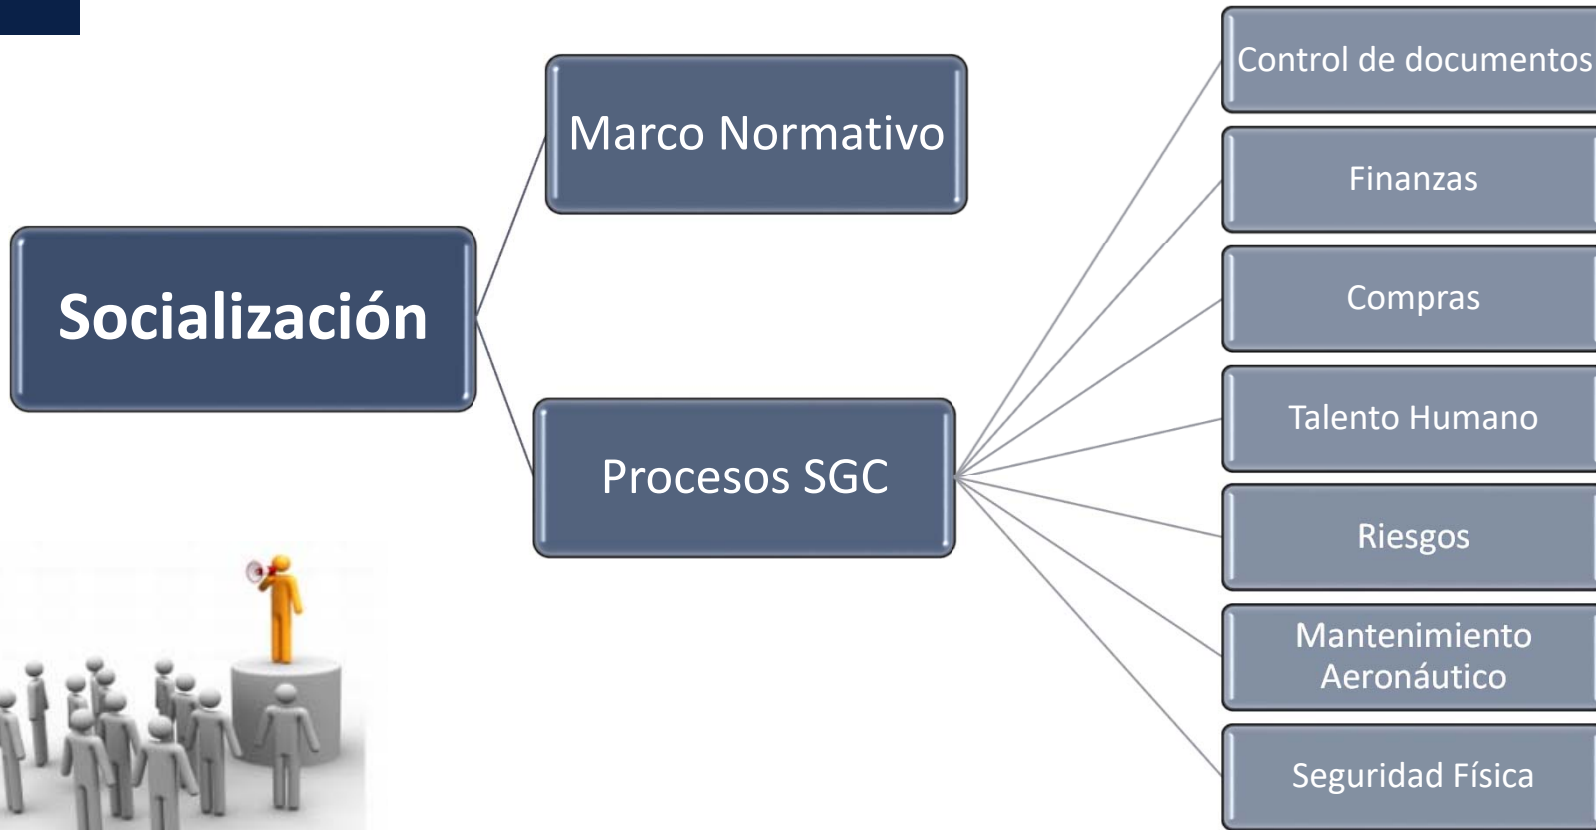 Socialización
Marco Normativo
Procesos SGC
Control de documentos
Finanzas
Compras
Talento Humano
Riesgos
Mantenimiento
Aeronáutico
Seguridad Física